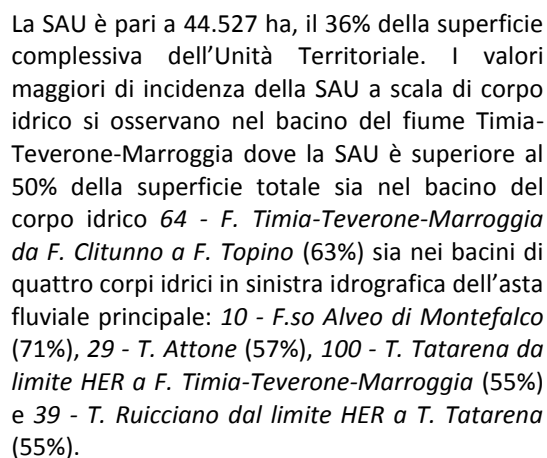 La SAU è pari a 44.527 ha, il 36% della superficie
complessiva dell’Unità Territoriale. I valori
maggiori di incidenza della SAU a scala di corpo
idrico si osservano nel bacino del fiume Timia-
Teverone-Marroggia dove la SAU è superiore al
50% della superficie totale sia nel bacino del
corpo idrico 64 - F. Timia-Teverone-Marroggia
da F. Clitunno a F. Topino (63%) sia nei bacini di
quattro corpi idrici in sinistra idrografica dell’asta
fluviale principale: 10 - F.so Alveo di Montefalco
(71%), 29 - T. Attone (57%), 100 - T. Tatarena da
limite HER a F. Timia-Teverone-Marroggia (55%)
e 39 - T. Ruicciano dal limite HER a T. Tatarena
(55%).